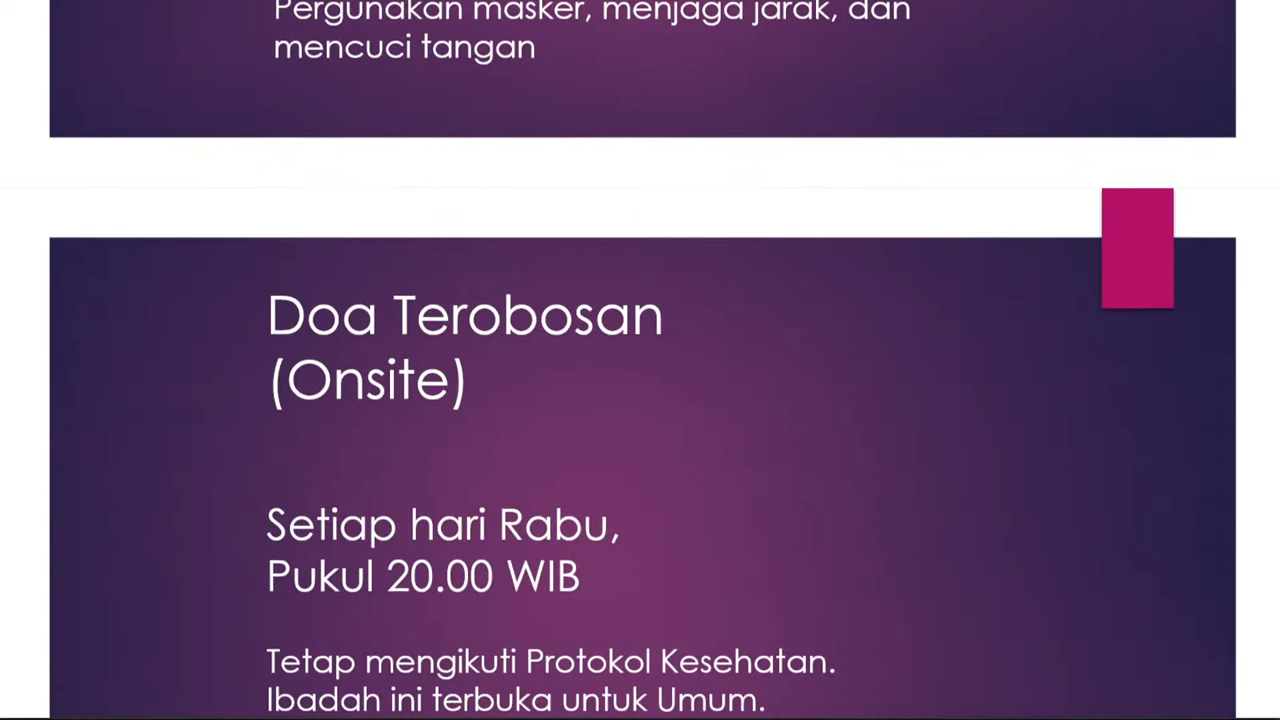 Pergunakan masker, menjaga jarak, dan
mencuci tangan
Doa Terobosan
(Onsite)
Setiap hari Rabu,
Pukul 20.00 WIB
Tetap mengikuti Protokol Kesehatan.
Ibadah ini terbuka untuk Umum.